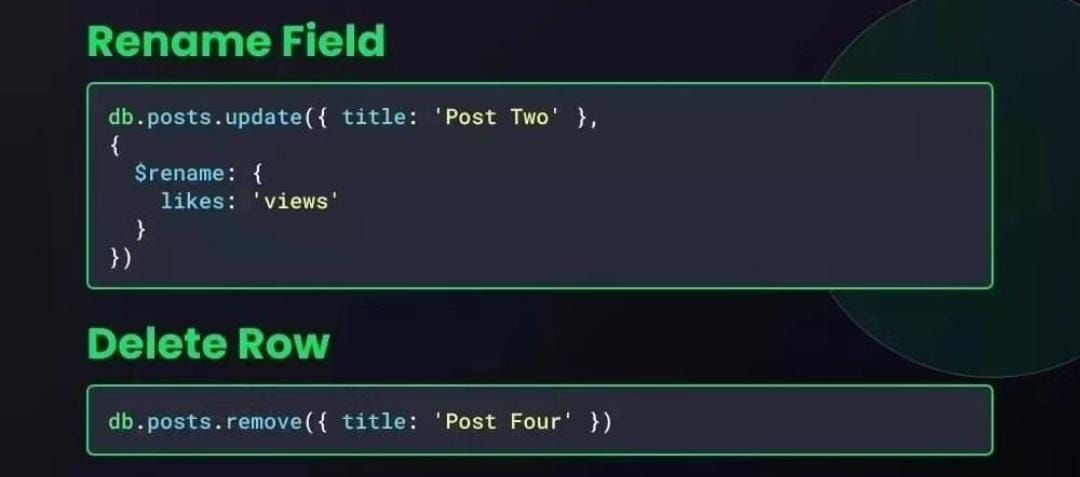 Rename Field
db.posts.update({ title: 'Post Two' },
{
  $rename: {
    likes: 'views'
  }
})
Delete Row
db.posts.remove({ title: 'Post Four' })